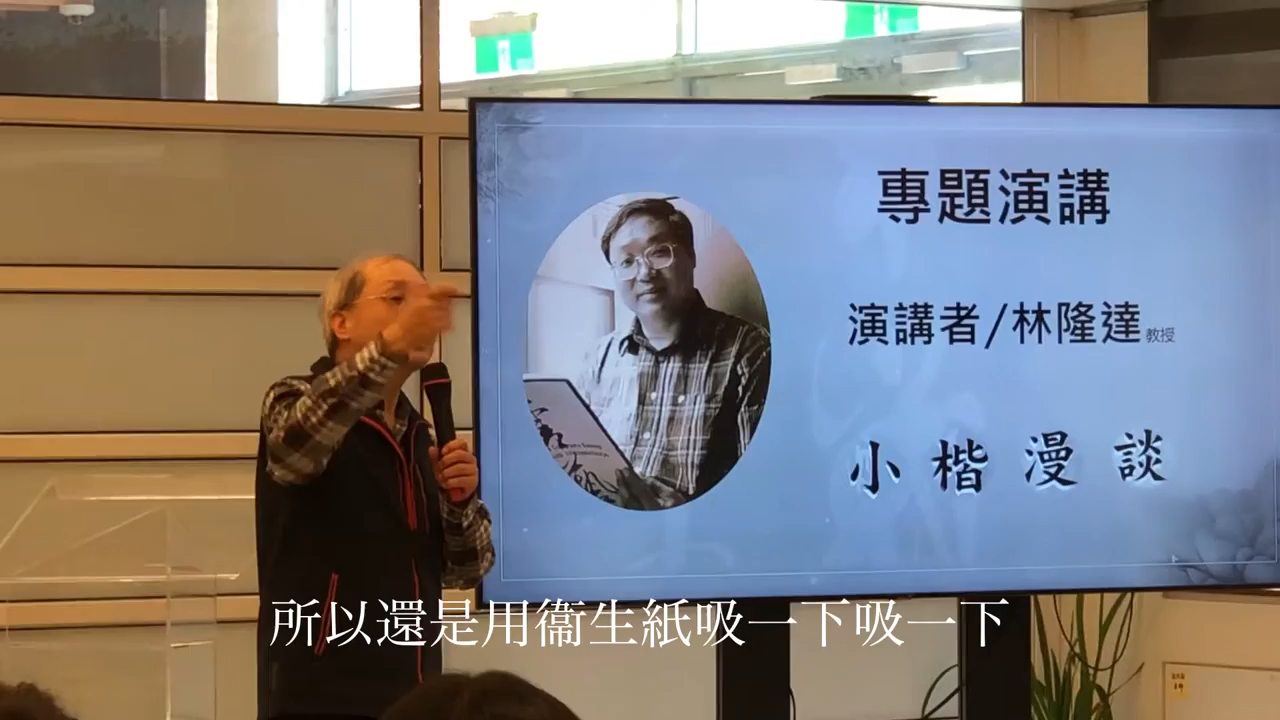 專題演講
演講者/林隆達教授
小楷漫談
所以還是用衞生紙吸一下吸一下